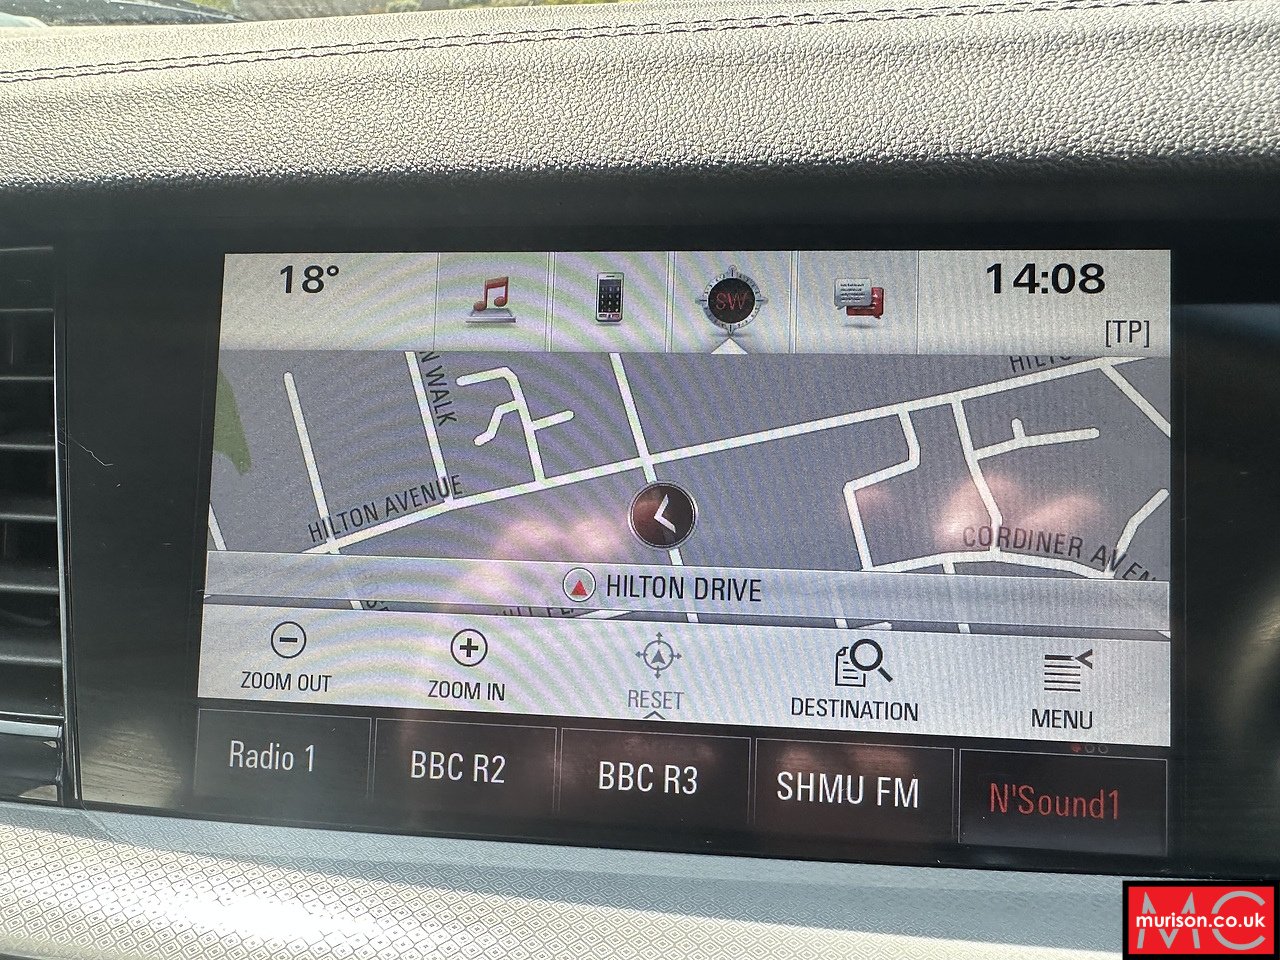 18°
SW
14:08
[TP]
N WALK
HILTON AVENUE
CORDINER AVEN
HILTON DRIVE
ZOOM OUT
ZOOM IN
RESET
DESTINATION
MENU
Radio 1
BBC R2
BBC R3
SHMU FM
N'Sound1
MC
murison.co.uk